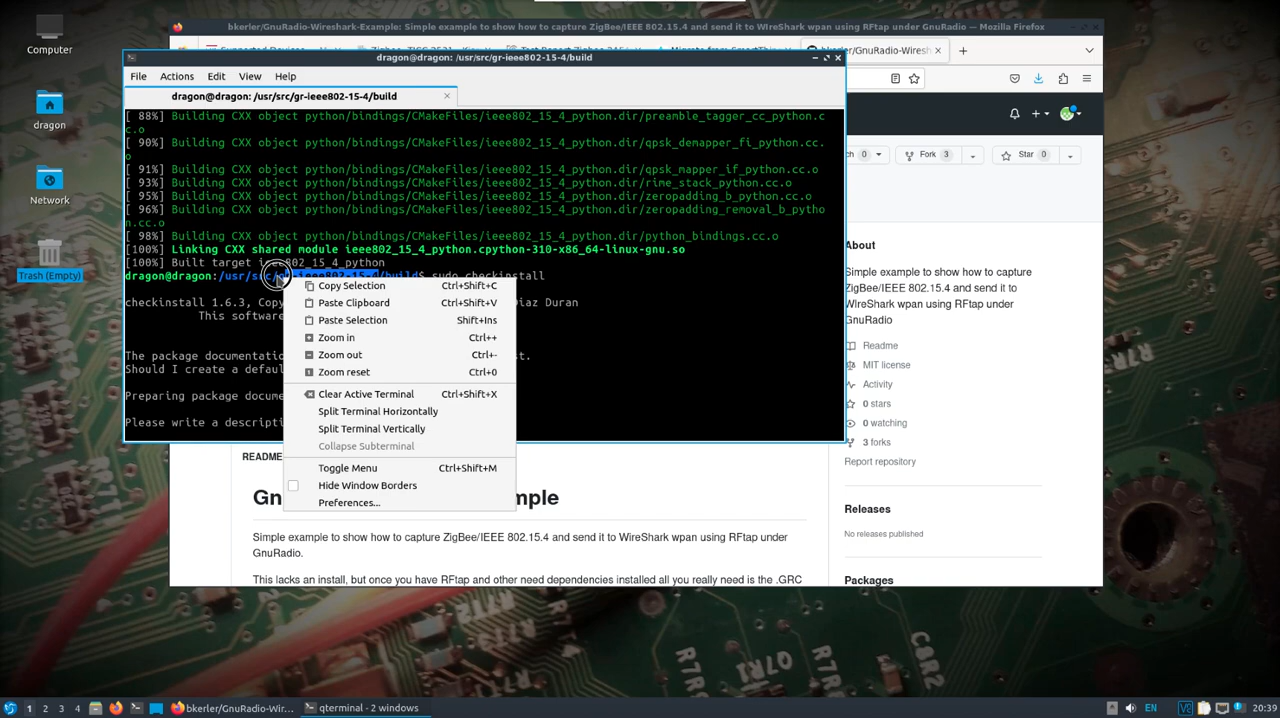 Computer
dragon
Network
Trash (Empty)
bkerler/GnuRadio-Wireshark-Example: Simple example to show how to capture ZigBee/IEEE 802.15.4 and send it to WIreShark wpan using RFtap under GnuRadio — Mozilla Firefox
bkerler/GnuRadio-Wiresh
dragon@dragon: /usr/src/gr-ieee802-15-4/build
File Actions Edit View Help
dragon@dragon: /usr/src/gr-ieee802-15-4/build
[ 88%] Building CXX object python/bindings/CMakeFiles/ieee802_15_4_python.dir/preamble_tagger_cc_python.c
c.o
[ 90%] Building CXX object python/bindings/CMakeFiles/ieee802_15_4_python.dir/qpsk_demapper_fi_python.cc.
o
[ 91%] Building CXX object python/bindings/CMakeFiles/ieee802_15_4_python.dir/qpsk_mapper_if_python.cc.o
[ 93%] Building CXX object python/bindings/CMakeFiles/ieee802_15_4_python.dir/rime_stack_python.cc.o
[ 95%] Building CXX object python/bindings/CMakeFiles/ieee802_15_4_python.dir/zeropadding_b_python.cc.o
[ 96%] Building CXX object python/bindings/CMakeFiles/ieee802_15_4_python.dir/zeropadding_removal_b_pytho
n.cc.o
[ 98%] Building CXX object python/bindings/CMakeFiles/ieee802_15_4_python.dir/python_bindings.cc.o
[100%] Linking CXX shared module ieee802_15_4_python.cpython-310-x86_64-linux-gnu.so
[100%] Built target ieee802_15_4_python
dragon@dragon:/usr/src/gr-ieee802-15-4/build$ sudo checkinstall
checkinstall 1.6.3, Copy Diaz Duran
This software
The package documentatio st.
Should I create a defaul
Preparing package docume
Please write a descripti
Copy Selection Ctrl+Shift+C
Paste Clipboard Ctrl+Shift+V
Paste Selection Shift+Ins
Zoom in Ctrl++
Zoom out Ctrl+-
Zoom reset Ctrl+0
Clear Active Terminal Ctrl+Shift+X
Split Terminal Horizontally
Split Terminal Vertically
Collapse Subterminal
Toggle Menu Ctrl+Shift+M
Hide Window Borders
Preferences...
ch 0
Fork 3
Star 0
About
Simple example to show how to capture
ZigBee/IEEE 802.15.4 and send it to
WIreShark wpan using RFtap under
GnuRadio
Readme
MIT license
Activity
0 stars
0 watching
3 forks
Report repository
Releases
No releases published
Packages
README
Gn mple
Simple example to show how to capture ZigBee/IEEE 802.15.4 and send it to WireShark wpan using RFtap under
GnuRadio.
This lacks an install, but once you have RFtap and other need dependencies installed all you really need is the .GRC
R7R
C8R2
1 2 3 4
bkerler/GnuRadio-Wir...
qterminal - 2 windows
EN
20:39